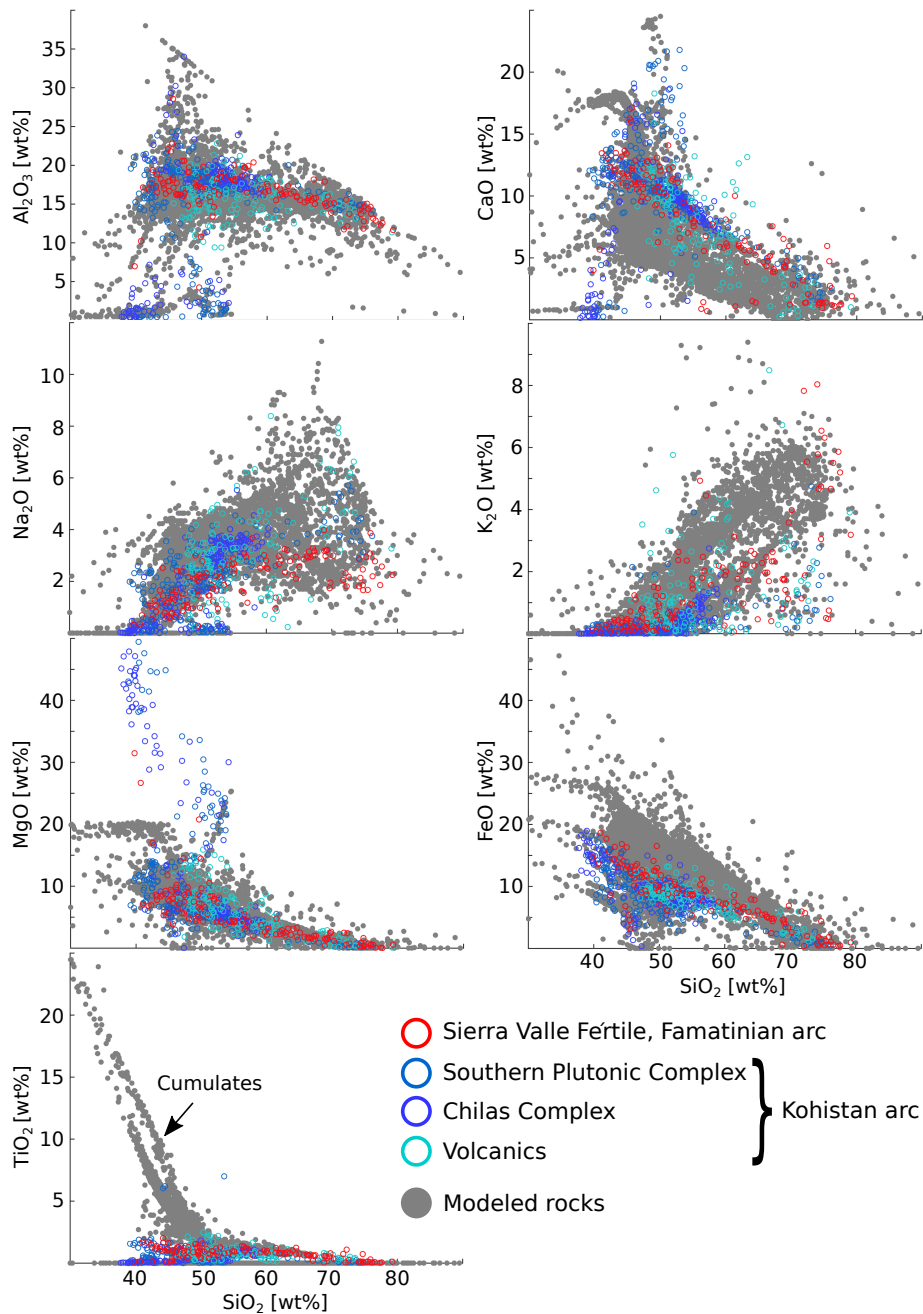 35
30
25
20
15
10
5
Al₂O₃ [wt%]
20
15
10
5
CaO [wt%]
10
8
6
4
2
Na₂O [wt%]
8
6
4
2
K₂O [wt%]
40
30
20
10
MgO [wt%]
40
30
20
10
FeO [wt%]
40 50 60 70 80
SiO₂ [wt%]
20
15
10
5
TiO₂ [wt%]
Cumulates
40 50 60 70 80
SiO₂ [wt%]
Sierra Valle Fértile, Famatinian arc
Southern Plutonic Complex
Chilas Complex
Volcanics
Kohistan arc
Modeled rocks